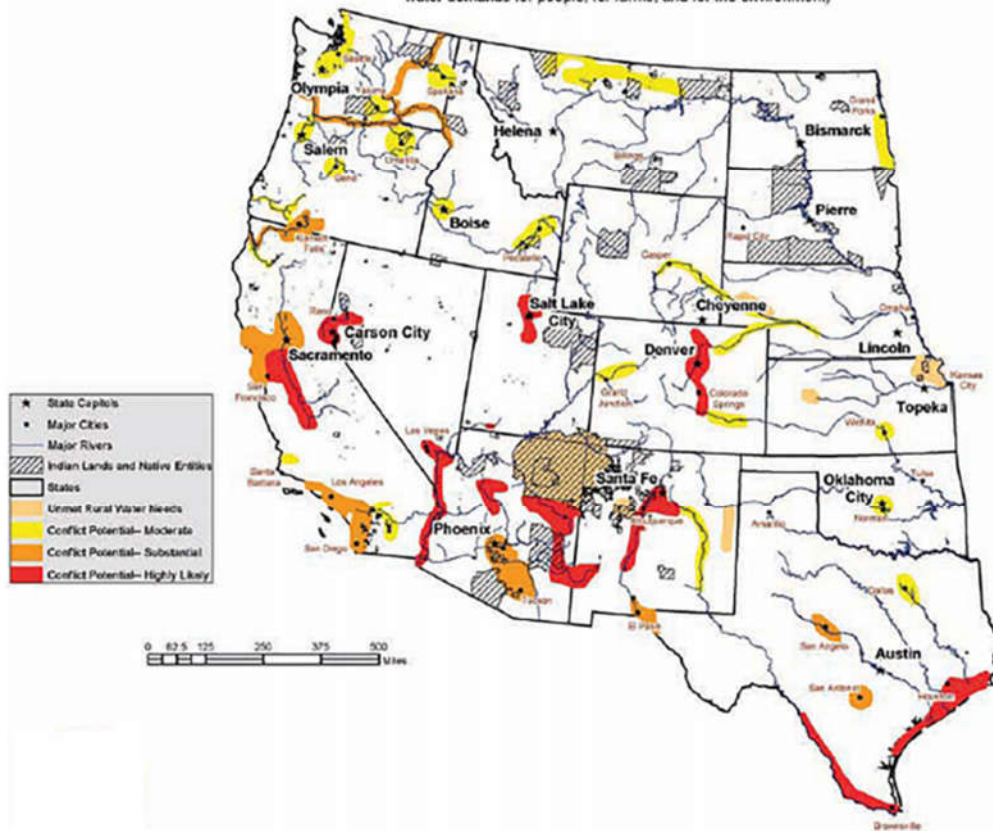 water demands for people, for farms, and for the environment)
Seattle
Olympia
Spokane
Yakima
Salem
Umatilla
Bend
Helena
Billings
Grand
Forks
Bismarck
Pierre
Rapid City
Boise
Pocatello
Klamath
Falls
Casper
Cheyenne
Omaha
Lincoln
Reno
Carson City
Salt Lake
City
Sacramento
San
Francisco
Denver
Grand
Junction
Colorado
Springs
Kansas
City
Topeka
Wichita
Las Vegas
Santa
Barbara
Los Angeles
San Diego
Phoenix
Tucson
Santa Fe
Albuquerque
Amarillo
Oklahoma
City
Tulsa
Norman
El Paso
Dallas
San Angelo
Austin
San Antonio
Houston
Brownsville
State Capitols
Major Cities
Major Rivers
Indian Lands and Native Entities
States
Unmet Rural Water Needs
Conflict Potential-- Moderate
Conflict Potential-- Substantial
Conflict Potential-- Highly Likely
0 62.5 125 250 375 500
Miles